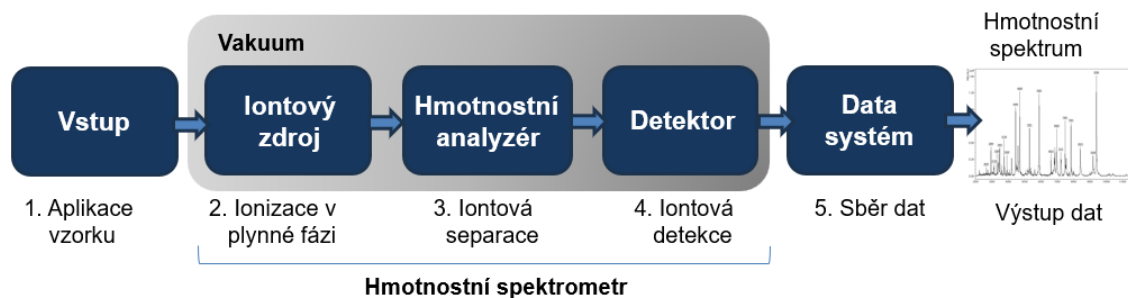 Vakuum
Vstup
Iontový
zdroj
Hmotnostní
analyzér
Detektor
Data
systém
Hmotnostní
spektrum
1. Aplikace
vzorku
2. Ionizace v
plynné fázi
3. Iontová
separace
4. Iontová
detekce
5. Sběr dat
Výstup dat
Hmotnostní spektrometr